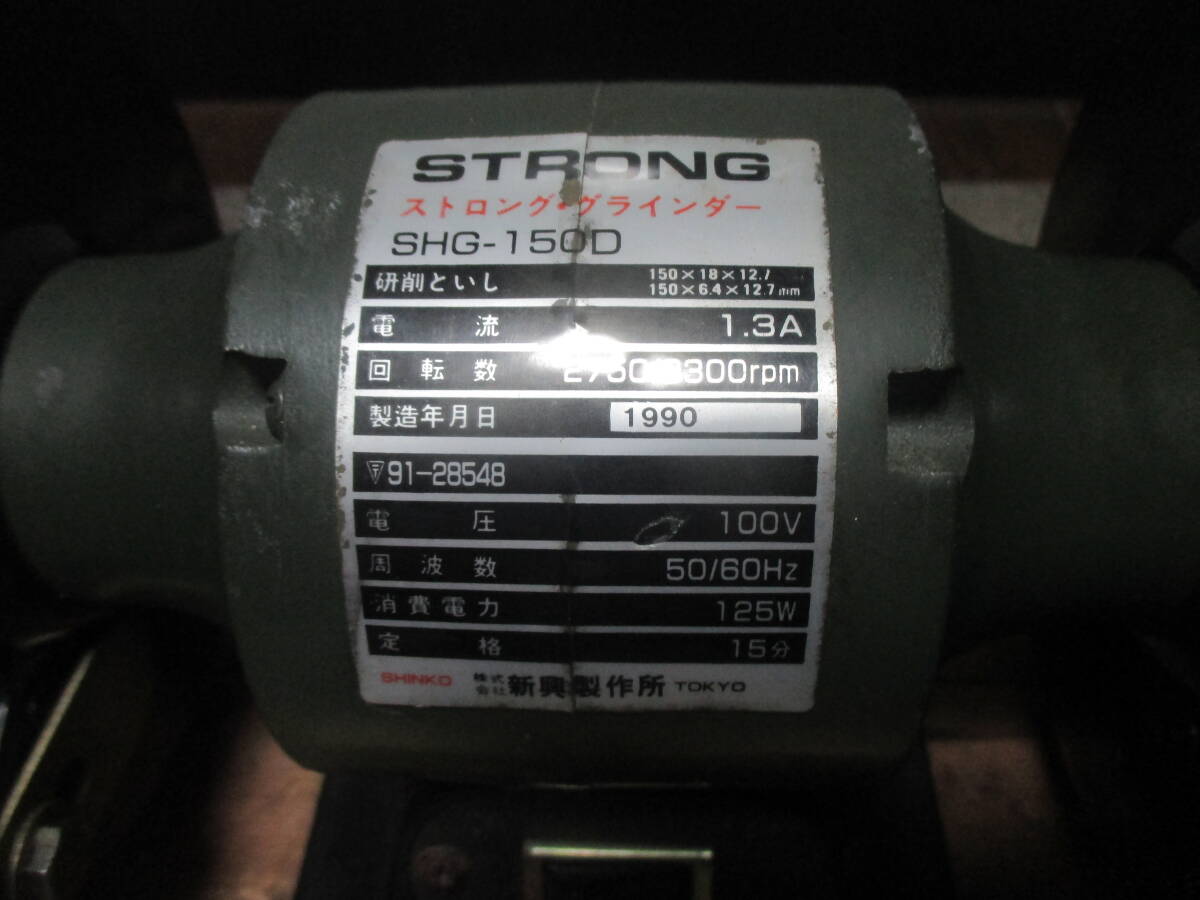 STRONG
ストロング・グラインダー
SHG-150D
研削といし 150×18×12.7
150×6.4×12.7mm
電流 1.3A
回転数 rpm
製造年月日 1990
〒91-28548
電圧 100V
周波数 50/60Hz
消費電力 125W
定格 15分
SHINKO 株式会社 新興製作所 TOKYO